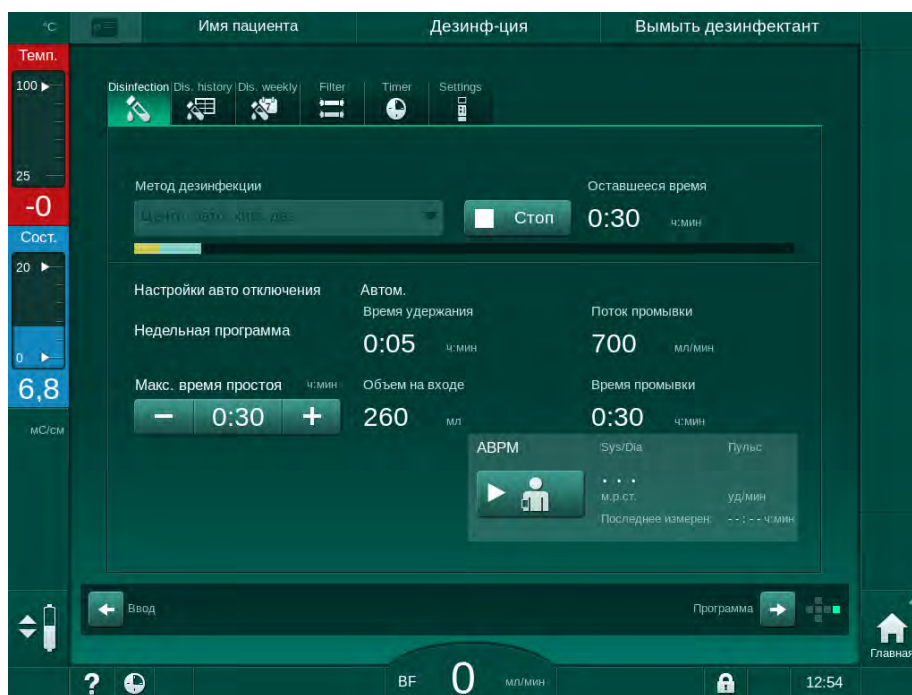 °C
Имя пациента
Дезинф-ция
Вымыть дезинфектант
Темп.
100
25
-0
Сост.
20
0
6,8
мС/см
Disinfection
Dis. history
Dis. weekly
7
Filter
Timer
Settings
Метод дезинфекции
Стоп
Оставшееся время
0:30 ч:мин
Настройки авто отключения
Автом.
Недельная программа
Время удержания
0:05 ч:мин
Поток промывки
700 мл/мин
Макс. время простоя ч:мин
− 0:30 +
Объем на входе
260 мл
Время промывки
0:30 ч:мин
ABPM
Sys/Dia
Пульс
. . .
м.р.ст.
уд/мин
Последнее измерен: --:-- ч:мин
Ввод
Программа
Главная
?
BF 0 мл/мин
12:54